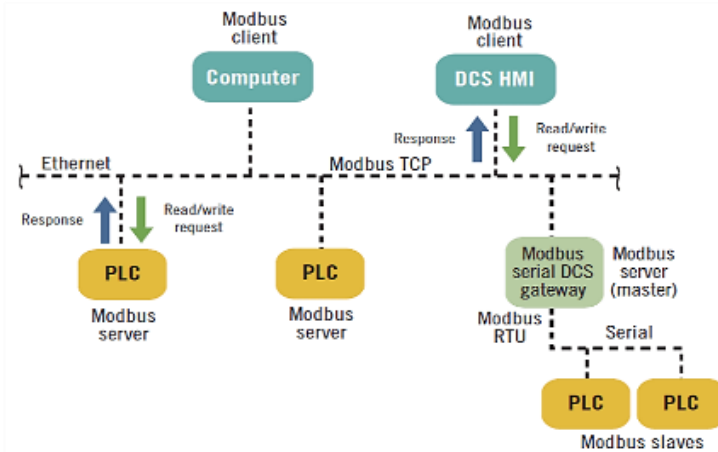 Modbus
client
Modbus
client
Computer
DCS HMI
Response
Read/write
request
Ethernet
Modbus TCP
Response
Read/write
request
PLC
PLC
Modbus
serial DCS
gateway
Modbus
server
(master)
Modbus
server
Modbus
server
Modbus
RTU
Serial
PLC
PLC
Modbus slaves